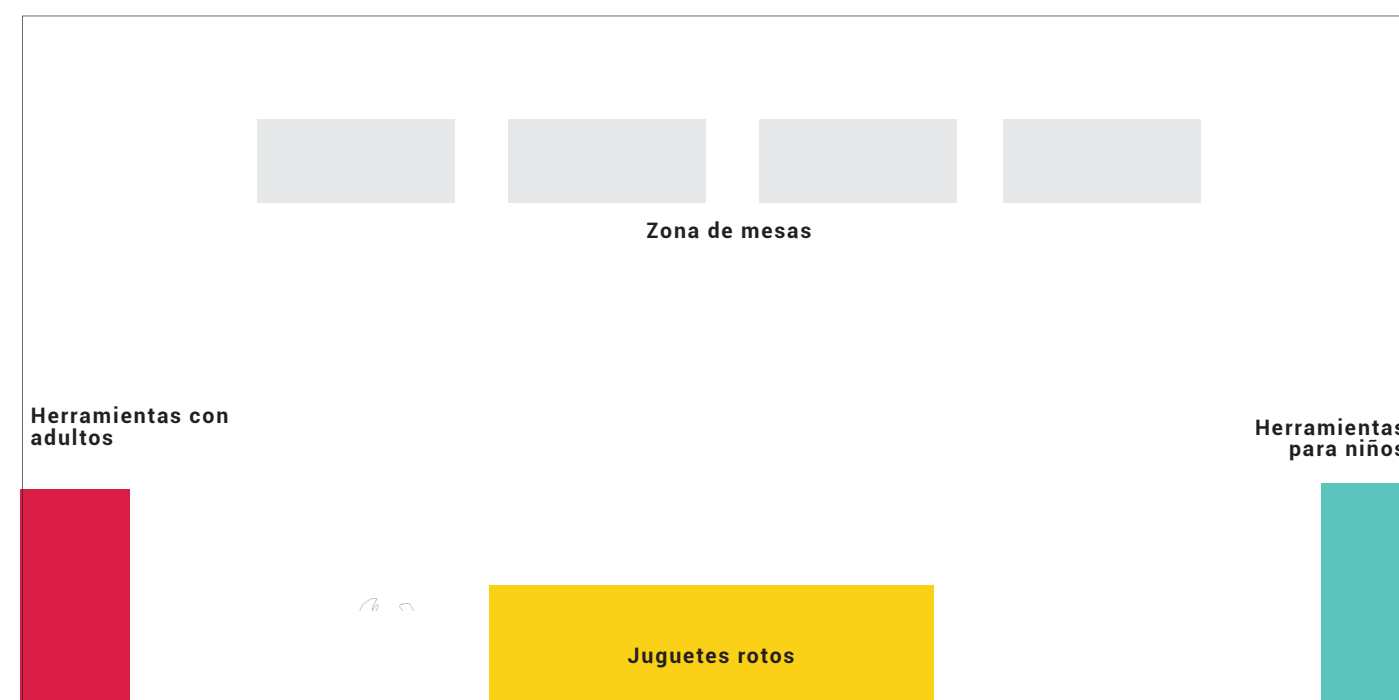 Zona de mesas
Herramientas con
adultos
Herramientas
para niños
Juguetes rotos